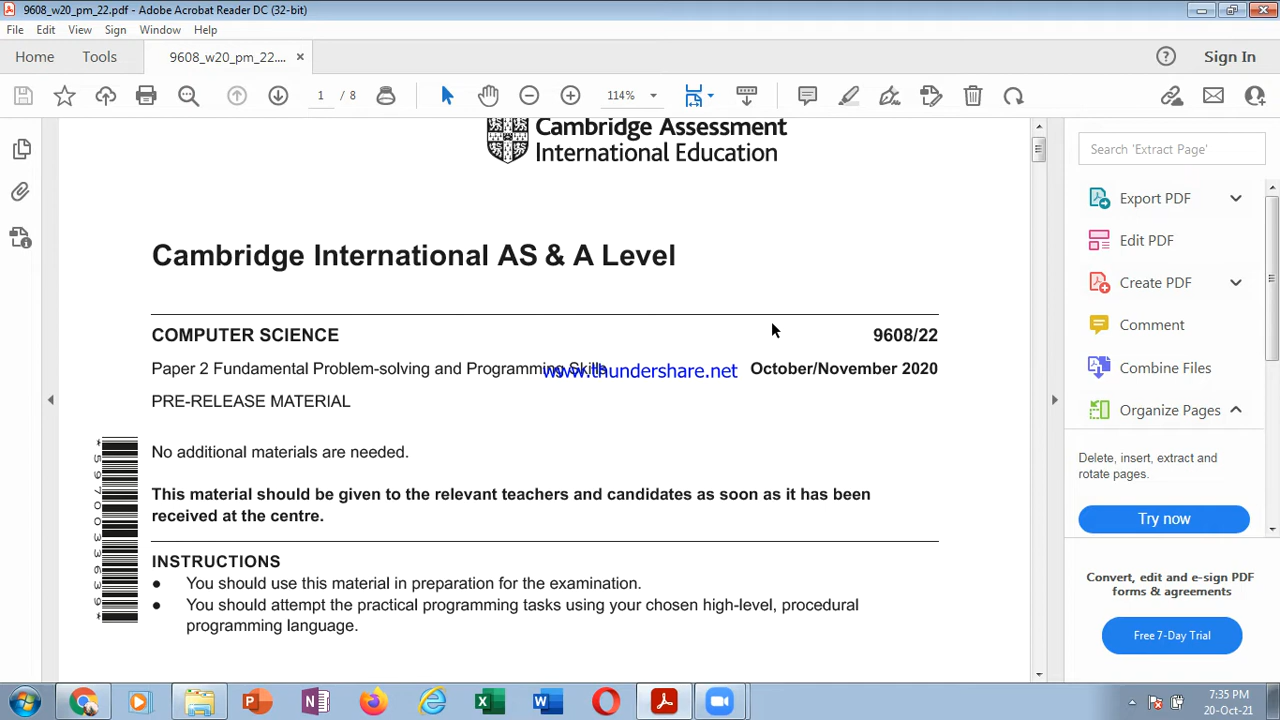 9608_w20_pm_22.pdf - Adobe Acrobat Reader DC (32-bit)
File Edit View Sign Window Help
Home Tools 9608_w20_pm_22.... × Sign In
1 / 8 114%
Cambridge Assessment
International Education
Search 'Extract Page'
Export PDF
Edit PDF
Create PDF
Comment
Combine Files
Organize Pages
Delete, insert, extract and
rotate pages.
Try now
Convert, edit and e-sign PDF
forms & agreements
Free 7-Day Trial
Cambridge International AS & A Level
COMPUTER SCIENCE 9608/22
Paper 2 Fundamental Problem-solving and Programming Skills October/November 2020
www.thundershare.net
PRE-RELEASE MATERIAL
No additional materials are needed.
This material should be given to the relevant teachers and candidates as soon as it has been
received at the centre.
INSTRUCTIONS
● You should use this material in preparation for the examination.
● You should attempt the practical programming tasks using your chosen high-level, procedural
programming language.
7:35 PM
20-Oct-21